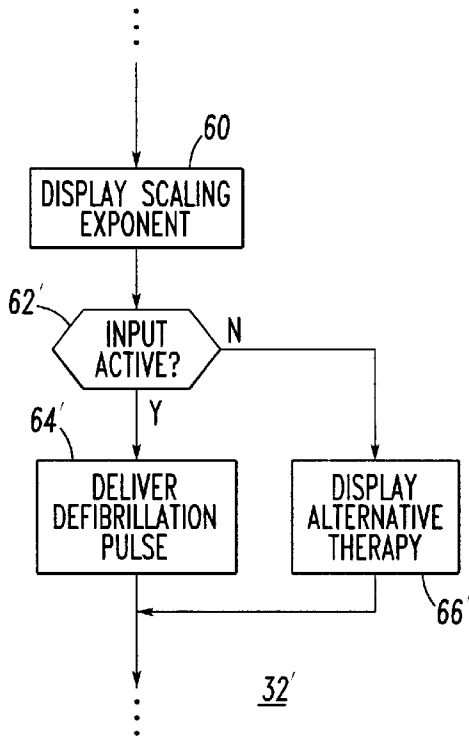 60
DISPLAY SCALING
EXPONENT
62'
INPUT
ACTIVE?
N
Y
64'
DELIVER
DEFIBRILLATION
PULSE
DISPLAY
ALTERNATIVE
THERAPY
66'
32'